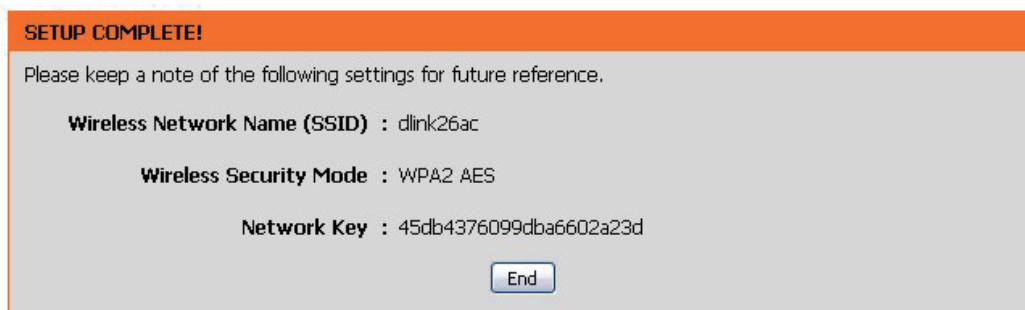 SETUP COMPLETE!
Please keep a note of the following settings for future reference.
Wireless Network Name (SSID) : dlink26ac
Wireless Security Mode : WPA2 AES
Network Key : 45db4376099dba6602a23d
End